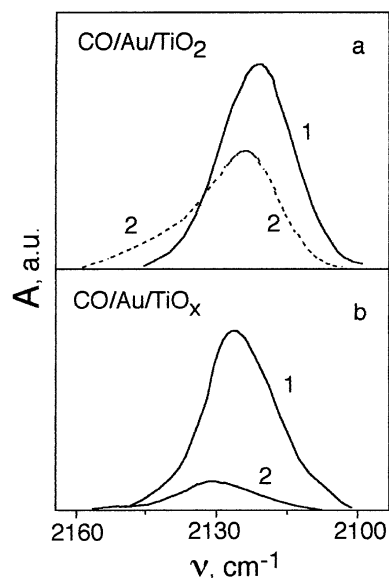 CO/Au/TiO₂
a
1
2
2
A, a.u.
CO/Au/TiOₓ
b
1
2
2160
2130
2100
ν, cm⁻¹